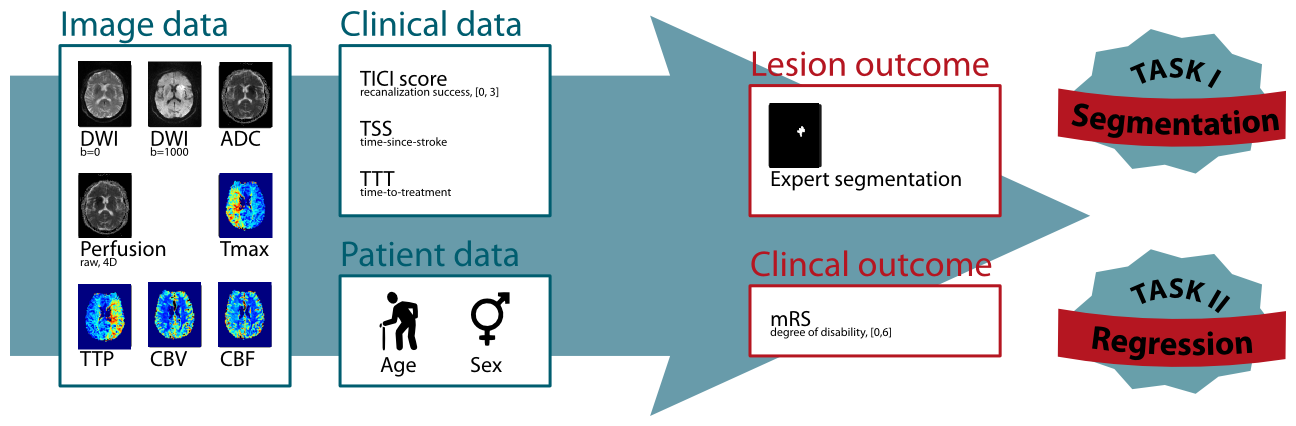 Image data
DWI
b=0
DWI
b=1000
ADC
Perfusion
raw, 4D
Tmax
TTP
CBV
CBF
Clinical data
TICI score
recanalization success, [0, 3]
TSS
time-since-stroke
TTT
time-to-treatment
Patient data
Age
Sex
Lesion outcome
Expert segmentation
Clincal outcome
mRS
degree of disability, [0,6]
TASK I
Segmentation
TASK II
Regression